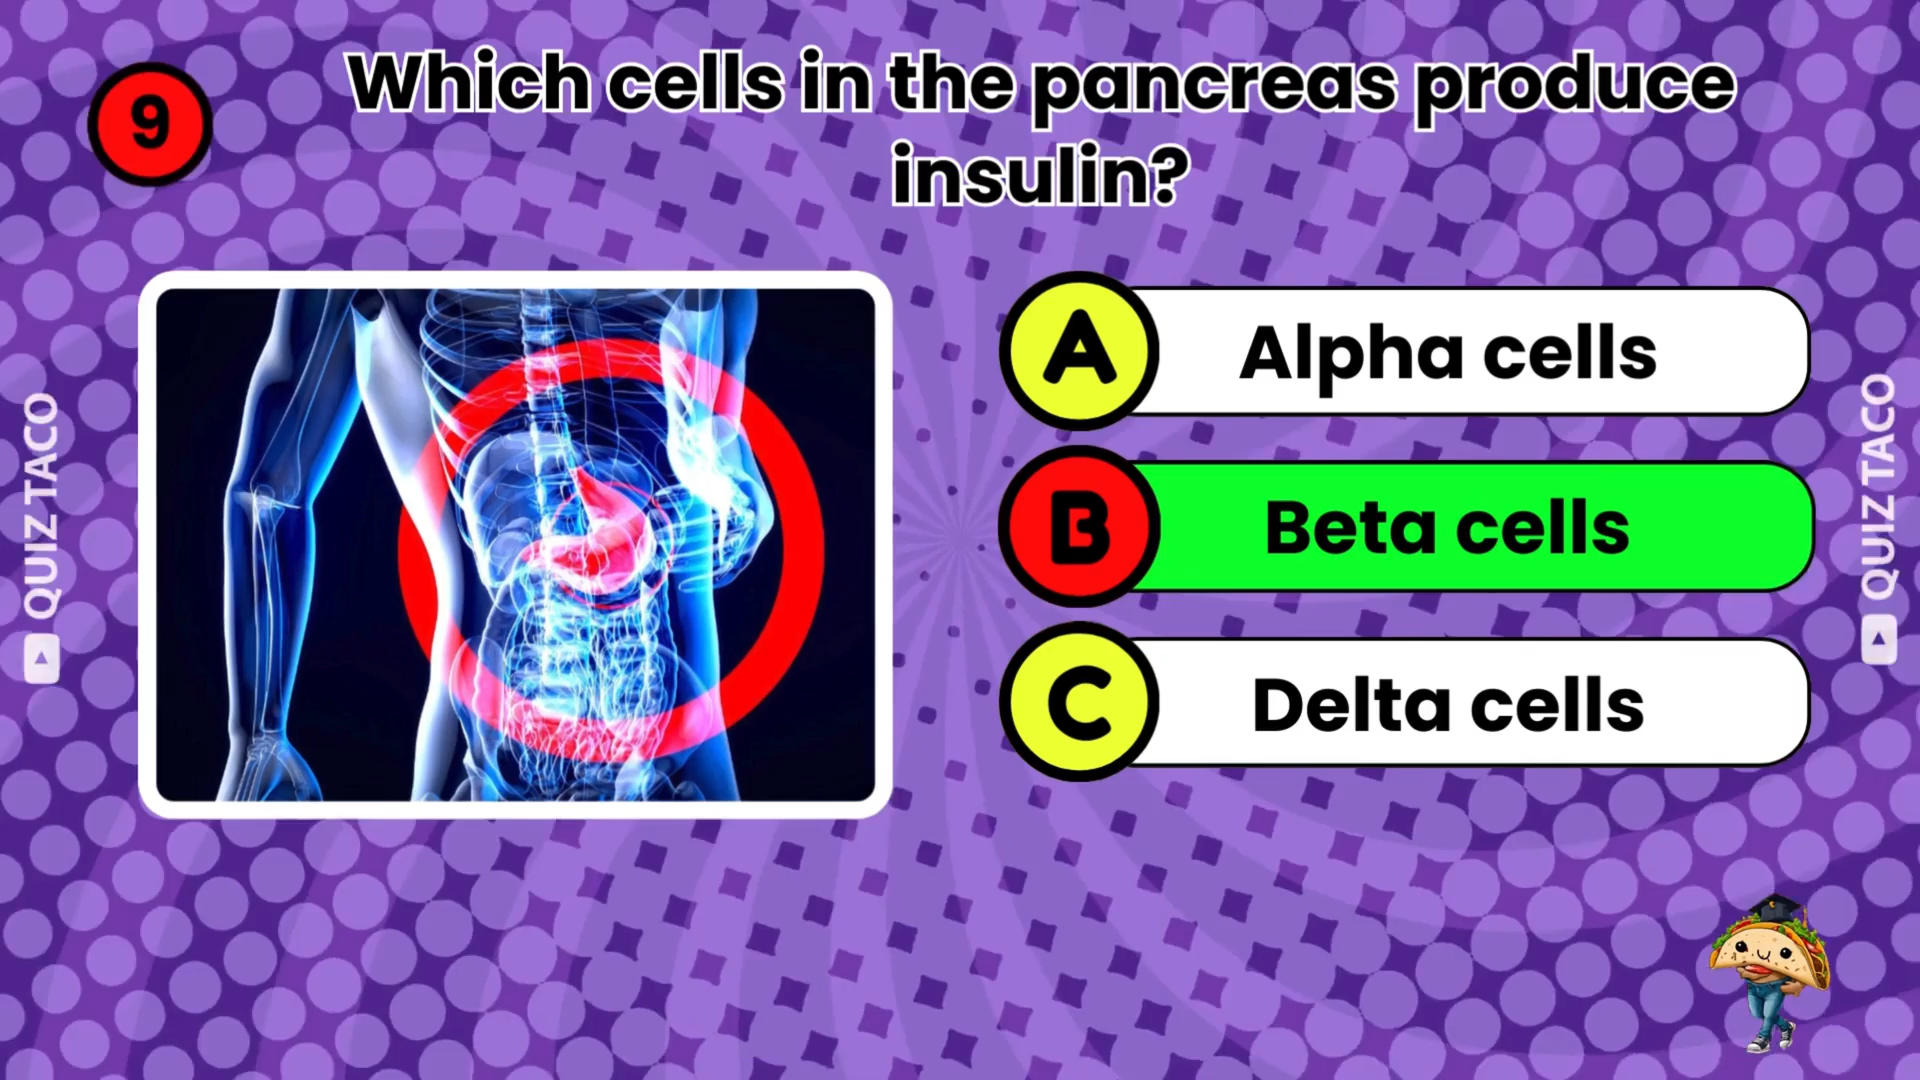 9
Which cells in the pancreas produce
insulin?
A
Alpha cells
B
Beta cells
C
Delta cells
QUIZ TACO
QUIZ TACO